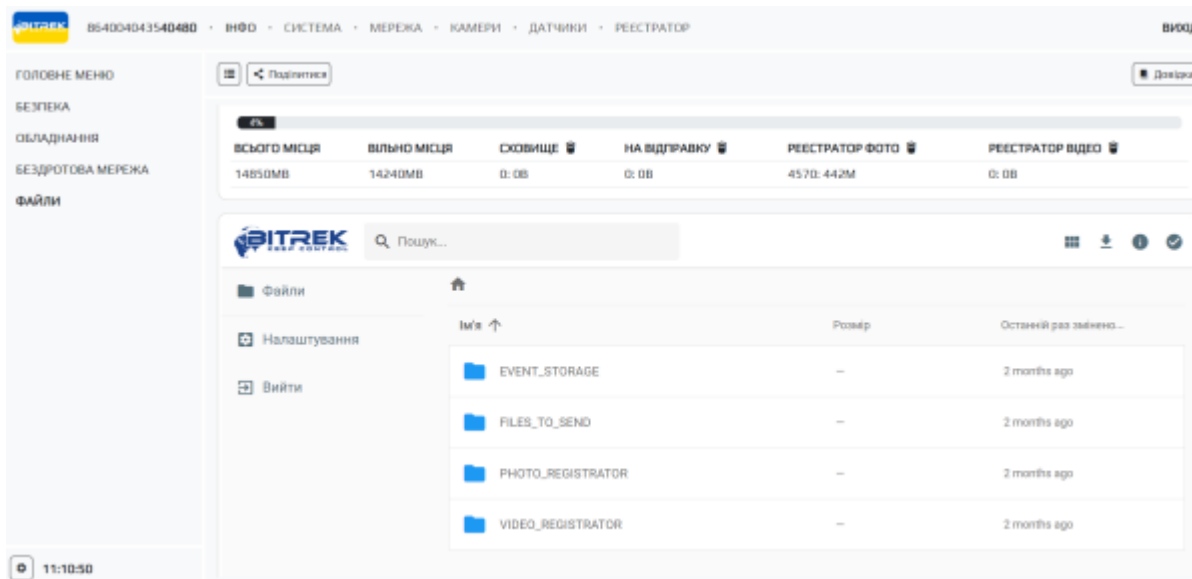 BITREK 864004043540480 · ІНФО · СИСТЕМА · МЕРЕЖА · КАМЕРИ · ДАТЧИКИ · РЕЄСТРАТОР ВИХІД
ГОЛОВНЕ МЕНЮ
БЕЗПЕКА
ОБЛАДНАННЯ
БЕЗДРОТОВА МЕРЕЖА
ФАЙЛИ
Поділитися Довідка
4%
ВСЬОГО МІСЦЯ ВІЛЬНО МІСЦЯ СХОВИЩЕ НА ВІДПРАВКУ РЕЄСТРАТОР ФОТО РЕЄСТРАТОР ВІДЕО
14850MB 14240MB 0: 0B 0: 0B 4570: 442M 0: 0B
BITREK Пошук...
Файли
Налаштування
Вийти
Ім'я Розмір Останній раз змінено...
EVENT_STORAGE — 2 months ago
FILES_TO_SEND — 2 months ago
PHOTO_REGISTRATOR — 2 months ago
VIDEO_REGISTRATOR — 2 months ago
11:10:50